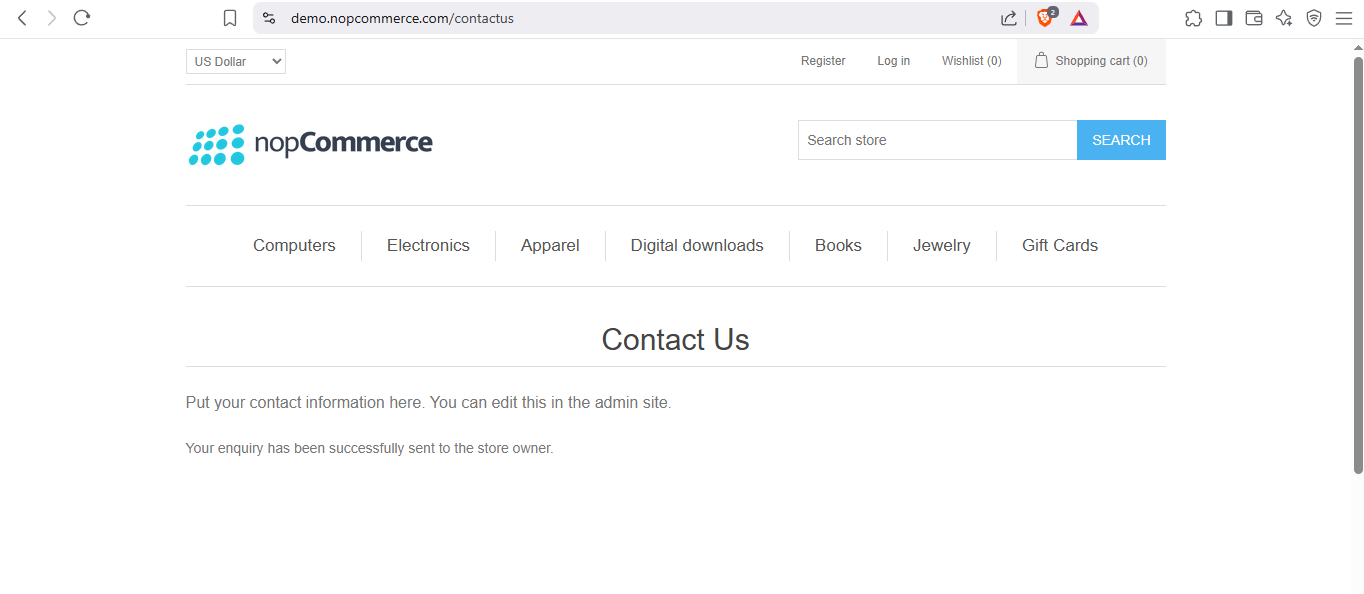 demo.nopcommerce.com/contactus
2
US Dollar
Register Log in Wishlist (0) Shopping cart (0)
nopCommerce
Search store SEARCH
Computers Electronics Apparel Digital downloads Books Jewelry Gift Cards
Contact Us
Put your contact information here. You can edit this in the admin site.
Your enquiry has been successfully sent to the store owner.